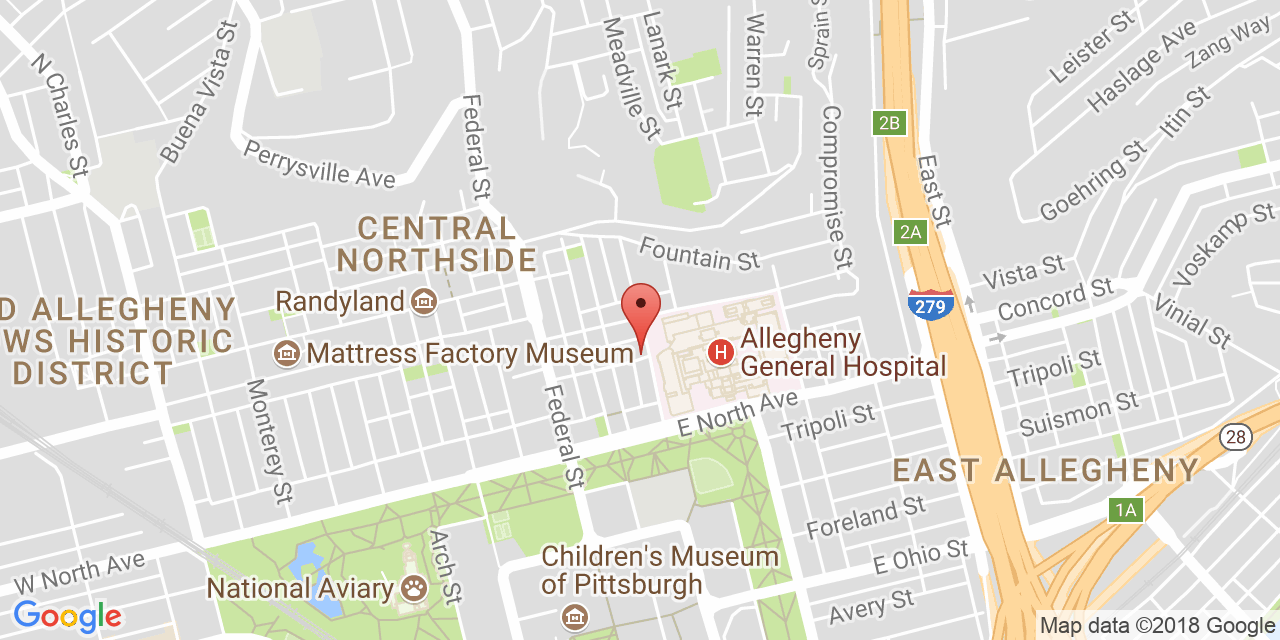 Lanark St
Meadville St
Warren St
Sprain St
Leister St
Haslage Ave
Zang Way
Itin St
N Charles St
Buena Vista St
Federal St
Perrysville Ave
Compromise St
2B
East St
Goehring St
Voskamp St
CENTRAL
NORTHSIDE
2A
Fountain St
Vista St
Concord St
Vinial St
Randyland
279
D ALLEGHENY
WS HISTORIC
DISTRICT
Mattress Factory Museum
H
Allegheny
General Hospital
Tripoli St
Monterey St
Federal St
E North Ave
Tripoli St
Suismon St
28
EAST ALLEGHENY
1A
Foreland St
Arch St
Children's Museum
of Pittsburgh
E Ohio St
W North Ave
National Aviary
Avery St
Google
Map data ©2018 Google